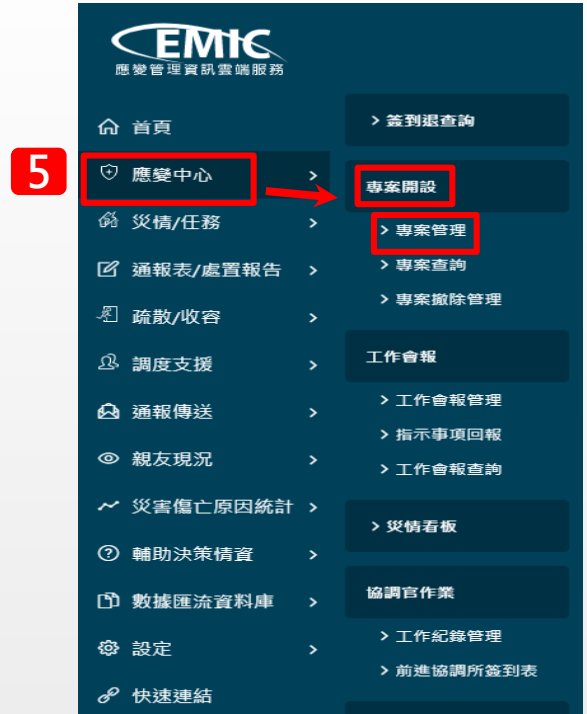 EMIC
應變管理資訊雲端服務
5
首頁
應變中心
災情/任務
通報表/處置報告
疏散/收容
調度支援
通報傳送
親友現況
災害傷亡原因統計
輔助決策情資
數據匯流資料庫
設定
快速連結
> 簽到退查詢
專案開設
> 專案管理
> 專案查詢
> 專案撤除管理
工作會報
> 工作會報管理
> 指示事項回報
> 工作會報查詢
> 災情看板
協調官作業
> 工作紀錄管理
> 前進協調所簽到表